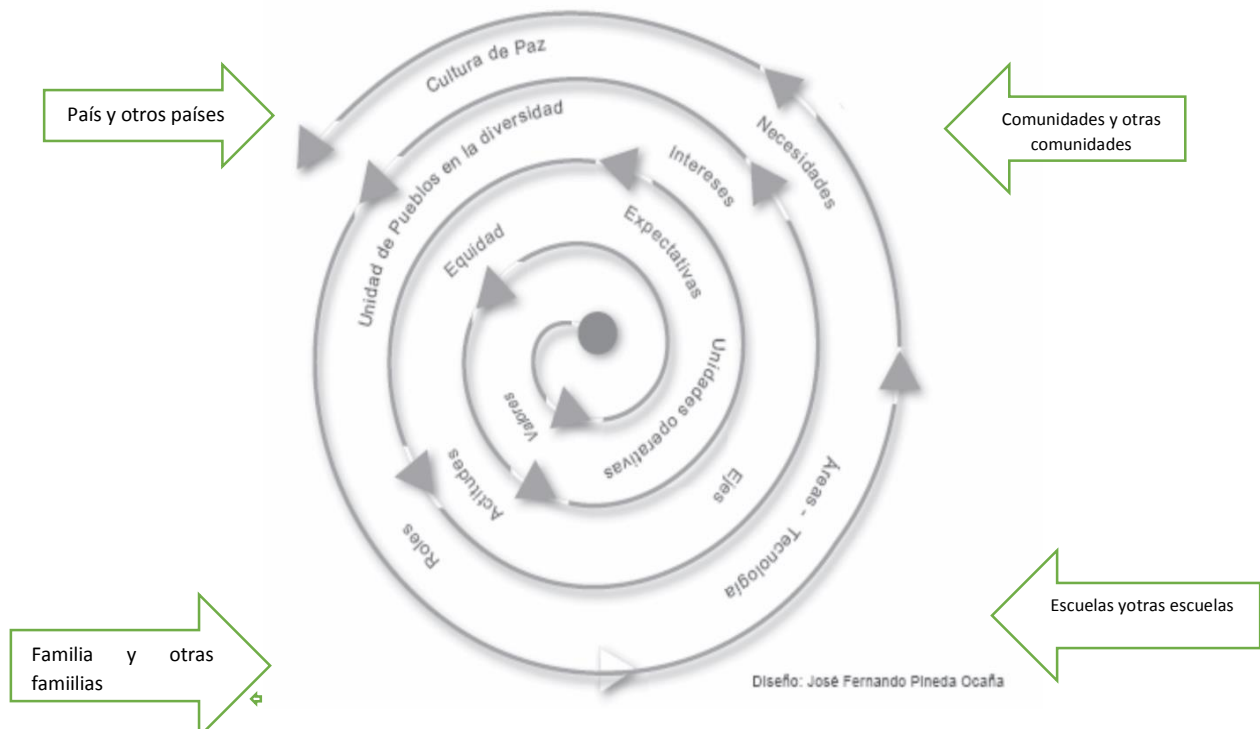 Cultura de Paz
País y otros países
Comunidades y otras
comunidades
Necesidades
Unidad de Pueblos en la diversidad
Intereses
Expectativas
Equidad
Unidades operativas
Valores
Actitudes
Ejes
Roles
Áreas - Tecnología
Escuelas yotras escuelas
Familia y otras
famiilias
Diseño: José Fernando Pineda Ocaña